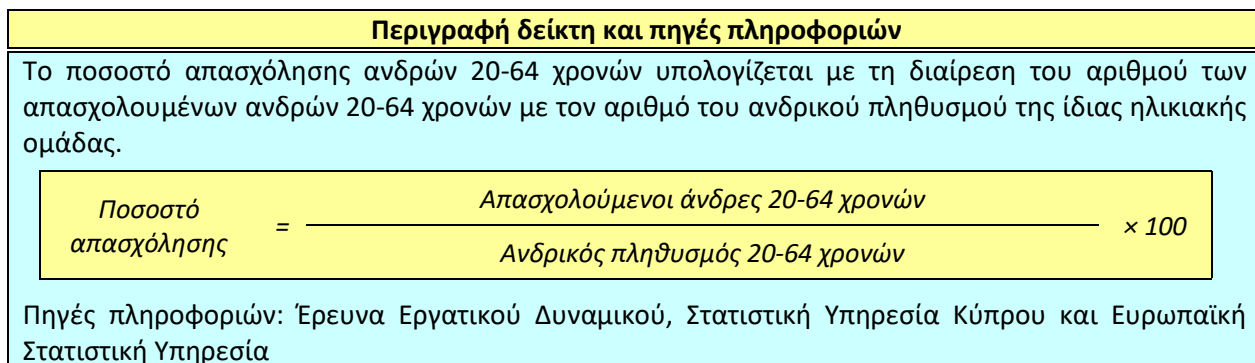 Περιγραφή δείκτη και πηγές πληροφοριών
Το ποσοστό απασχόλησης ανδρών 20-64 χρονών υπολογίζεται με τη διαίρεση του αριθμού των
απασχολουμένων ανδρών 20-64 χρονών με τον αριθμό του ανδρικού πληθυσμού της ίδιας ηλικιακής
ομάδας.
Ποσοστό απασχόλησης = Απασχολούμενοι άνδρες 20-64 χρονών × 100
Ανδρικός πληθυσμός 20-64 χρονών
Πηγές πληροφοριών: Έρευνα Εργατικού Δυναμικού, Στατιστική Υπηρεσία Κύπρου και Ευρωπαϊκή
Στατιστική Υπηρεσία